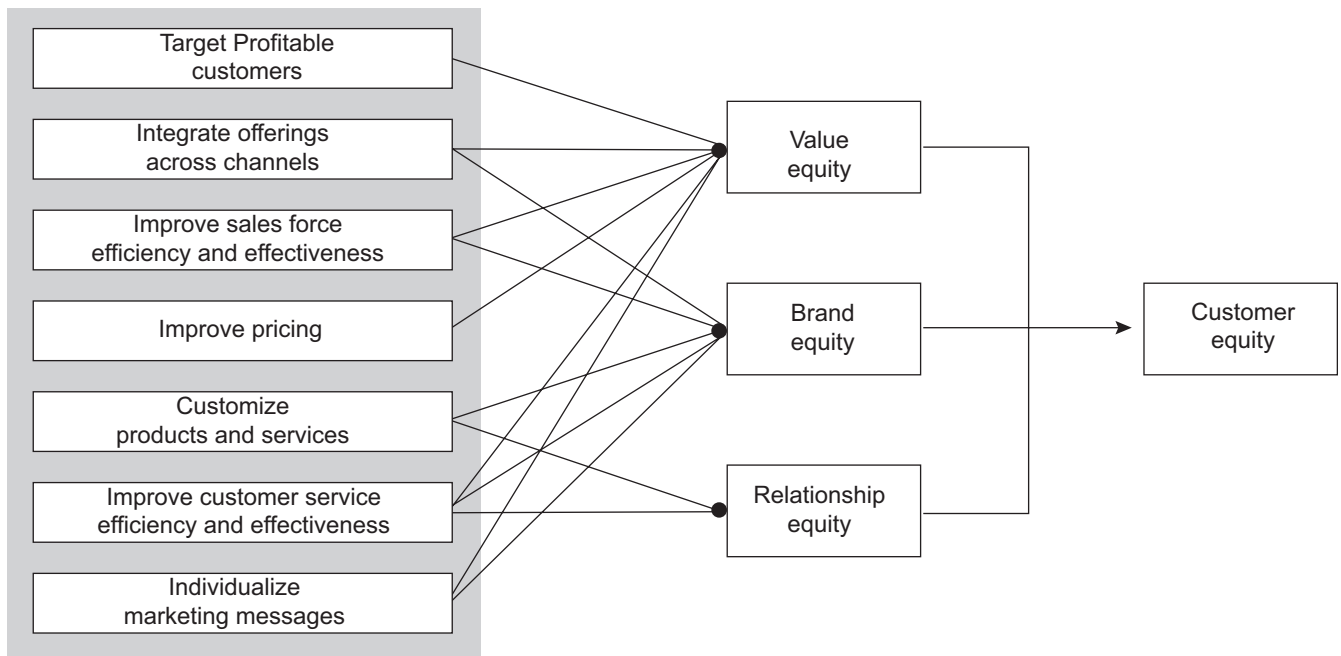 Target Profitable
customers
Integrate offerings
across channels
Improve sales force
efficiency and effectiveness
Improve pricing
Customize
products and services
Improve customer service
efficiency and effectiveness
Individualize
marketing messages
Value
equity
Brand
equity
Relationship
equity
Customer
equity